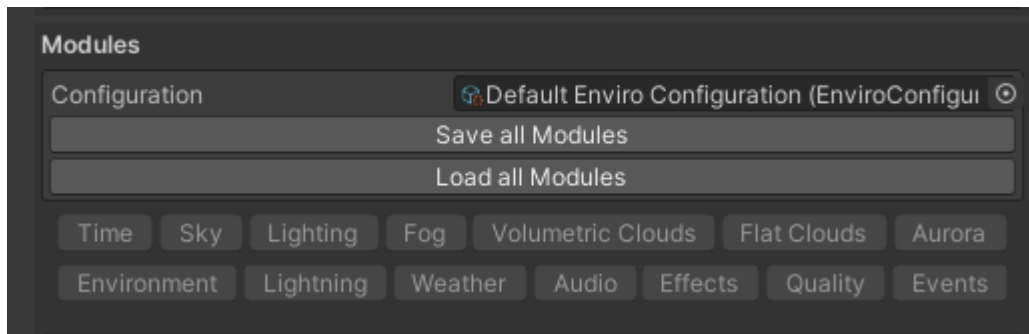 Modules
Configuration Default Enviro Configuration (EnviroConfigur
Save all Modules
Load all Modules
Time Sky Lighting Fog Volumetric Clouds Flat Clouds Aurora
Environment Lightning Weather Audio Effects Quality Events